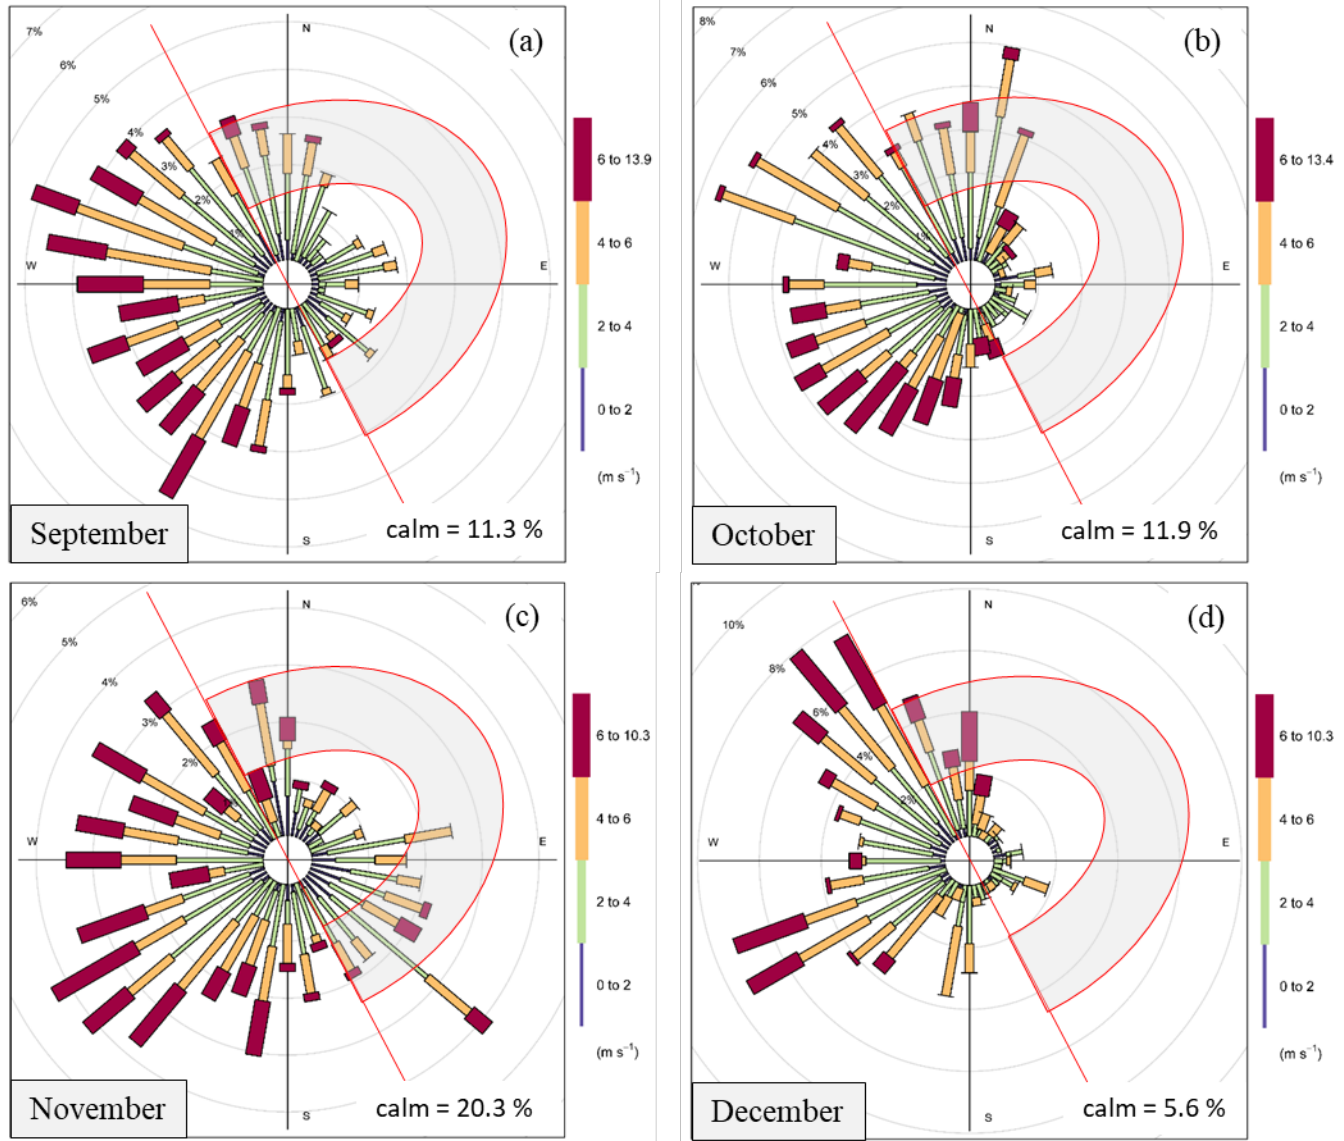 7%
N
(a)
6%
5%
4%
3%
2%
1%
W
E
S
6 to 13.9
4 to 6
2 to 4
0 to 2
(m s⁻¹)
September
calm = 11.3 %
8%
N
(b)
7%
6%
5%
4%
3%
2%
1%
W
E
S
6 to 13.4
4 to 6
2 to 4
0 to 2
(m s⁻¹)
October
calm = 11.9 %
6%
N
(c)
5%
4%
3%
2%
W
E
S
6 to 10.3
4 to 6
2 to 4
0 to 2
(m s⁻¹)
November
calm = 20.3 %
10%
N
(d)
8%
6%
4%
2%
W
E
S
6 to 10.3
4 to 6
2 to 4
0 to 2
(m s⁻¹)
December
calm = 5.6 %